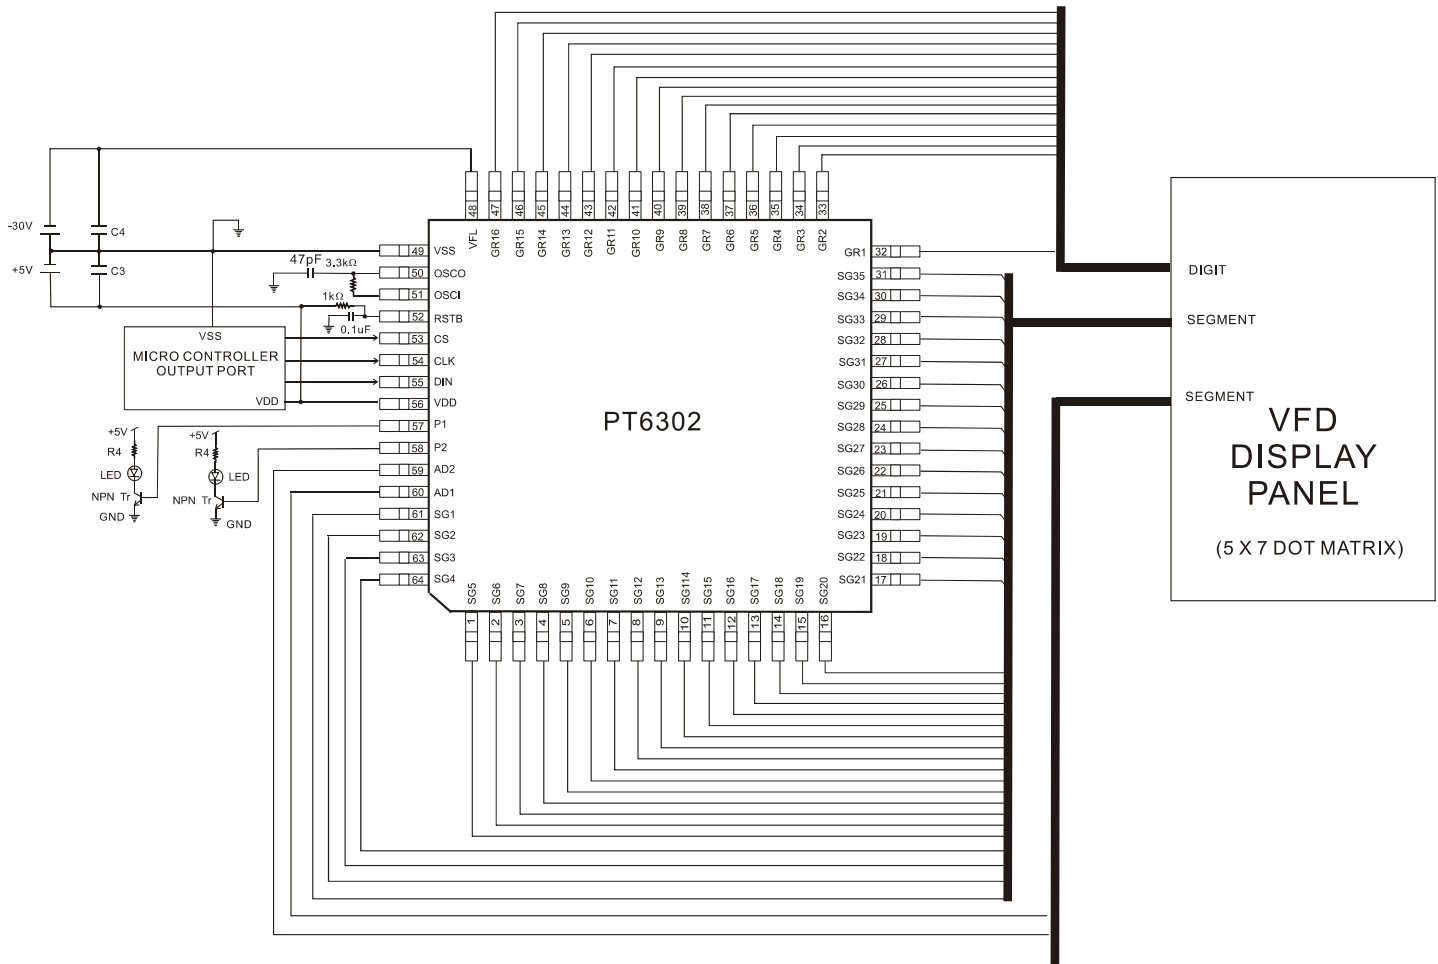 48 47 46 45 44 43 42 41 40 39 38 37 36 35 34 33
VFL GR16 GR15 GR14 GR13 GR12 GR11 GR10 GR9 GR8 GR7 GR6 GR5 GR4 GR3 GR2
-30V
C4
+5V
C3
49 VSS
47pF 3.3kΩ
50 OSCO
51 OSCI
1kΩ
52 RSTB
0.1uF
53 CS
54 CLK
55 DIN
56 VDD
57 P1
58 P2
59 AD2
60 AD1
61 SG1
62 SG2
63 SG3
64 SG4
VSS
MICRO CONTROLLER
OUTPUT PORT
VDD
+5V
R4
LED
NPN Tr
GND
+5V
R4
LED
NPN Tr
GND
PT6302
GR1 32
SG35 31
SG34 30
SG33 29
SG32 28
SG31 27
SG30 26
SG29 25
SG28 24
SG27 23
SG26 22
SG25 21
SG24 20
SG23 19
SG22 18
SG21 17
SG5 SG6 SG7 SG8 SG9 SG10 SG11 SG12 SG13 SG114 SG15 SG16 SG17 SG18 SG19 SG20
1 2 3 4 5 6 7 8 9 10 11 12 13 14 15 16
DIGIT
SEGMENT
SEGMENT
VFD
DISPLAY
PANEL
(5 X 7 DOT MATRIX)